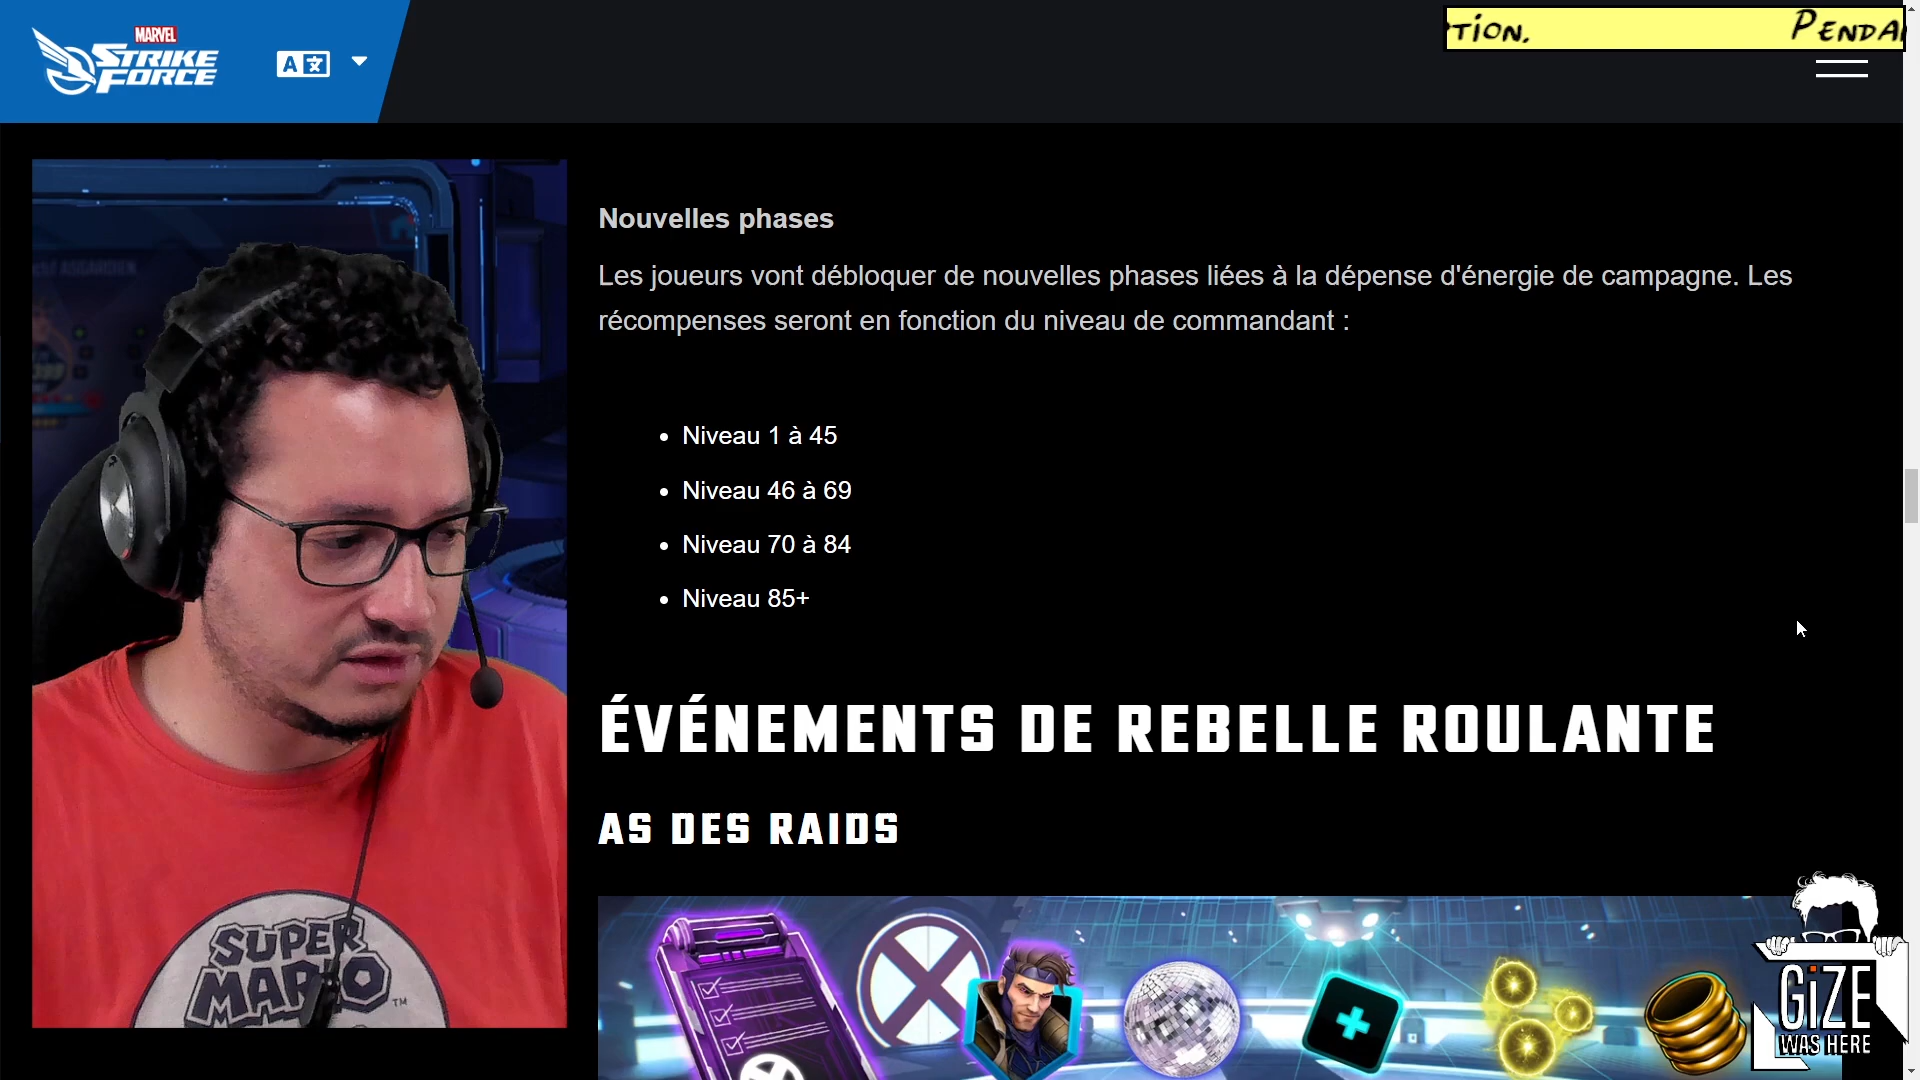 MARVEL
STRIKE
FORCE
TION.
PENDA
Nouvelles phases
Les joueurs vont débloquer de nouvelles phases liées à la dépense d'énergie de campagne. Les
récompenses seront en fonction du niveau de commandant :
Niveau 1 à 45
Niveau 46 à 69
Niveau 70 à 84
Niveau 85+
ÉVÉNEMENTS DE REBELLE ROULANTE
AS DES RAIDS
SUPER
MARIO
TM
GiZE
WAS HERE